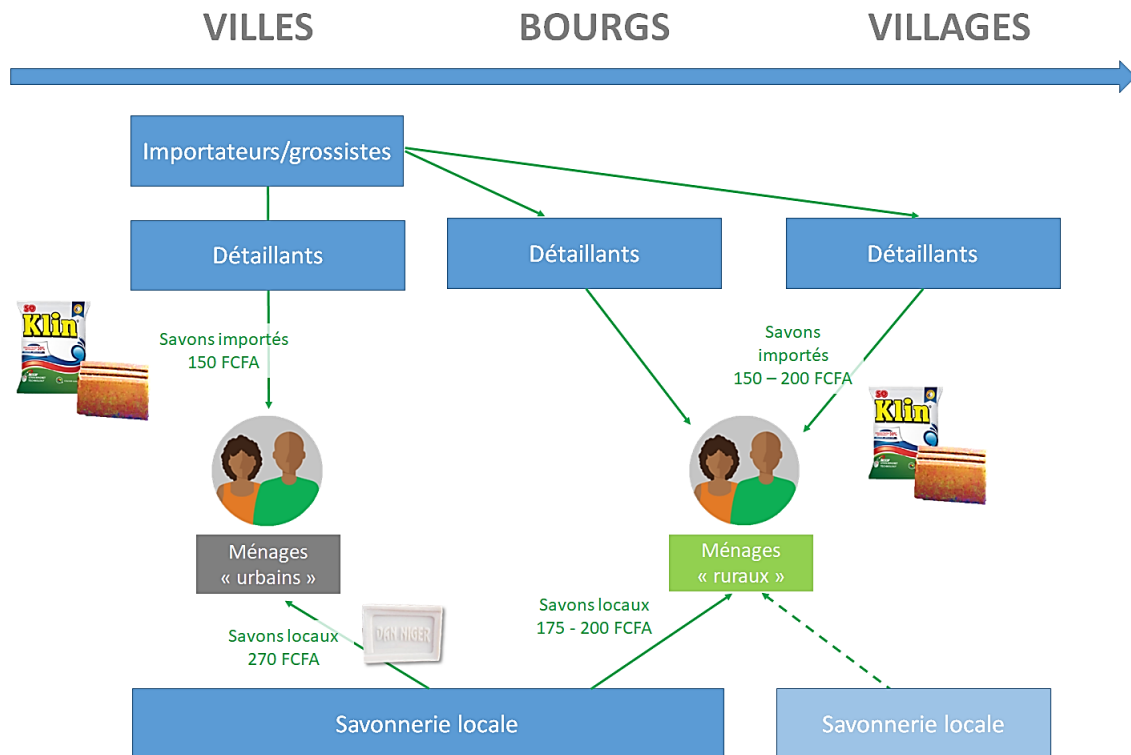 VILLES
BOURGS
VILLAGES
Importateurs/grossistes
Détaillants
Détaillants
Détaillants
SO
Klin
Savons importés
150 FCFA
Savons
importés
150 – 200 FCFA
SO
Klin
Ménages
« urbains »
Ménages
« ruraux »
Savons locaux
270 FCFA
DAN NIGER
Savons locaux
175 - 200 FCFA
Savonnerie locale
Savonnerie locale